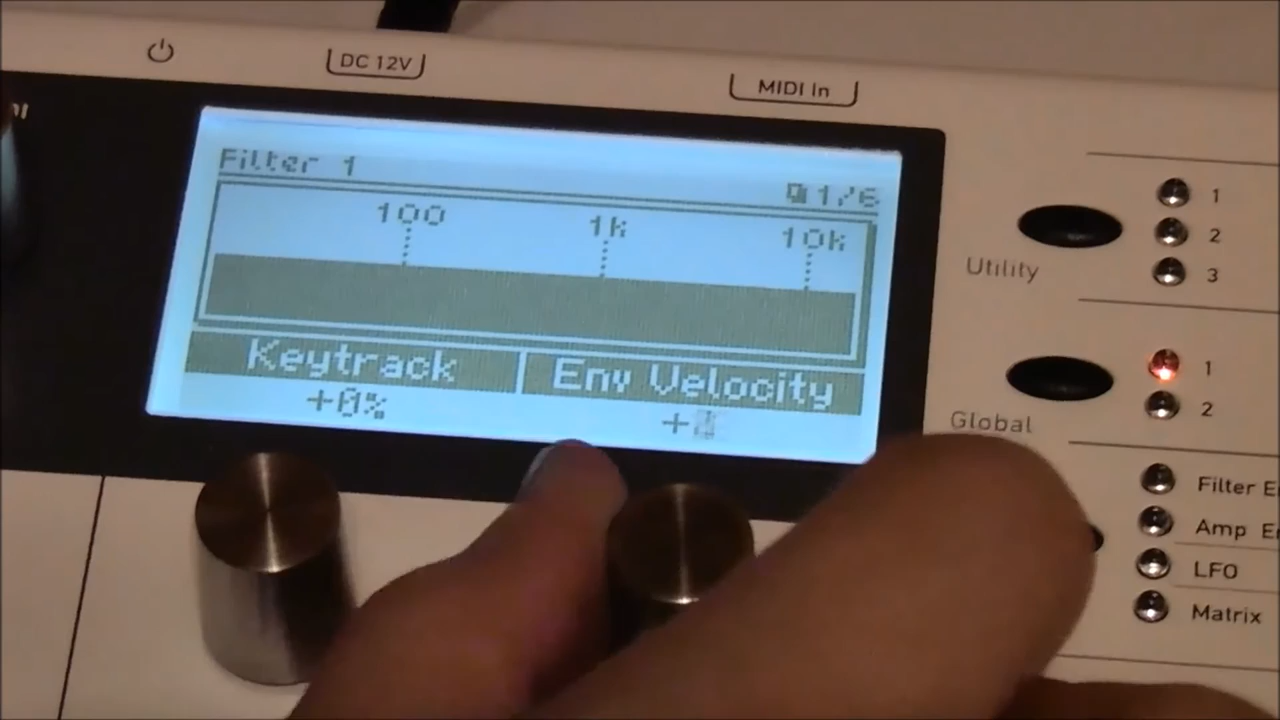 DC 12V
MIDI In
Filter 1
1/6
100 1k 10k
Keytrack Env Velocity
+0% +
Utility
1
2
3
Global
1
2
Filter E
Amp E
LFO
Matrix